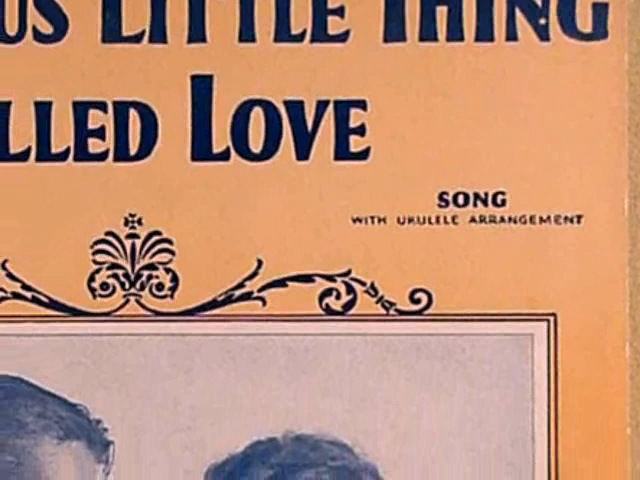 US LITTLE THING
LLED LOVE
SONG
WITH UKULELE ARRANGEMENT